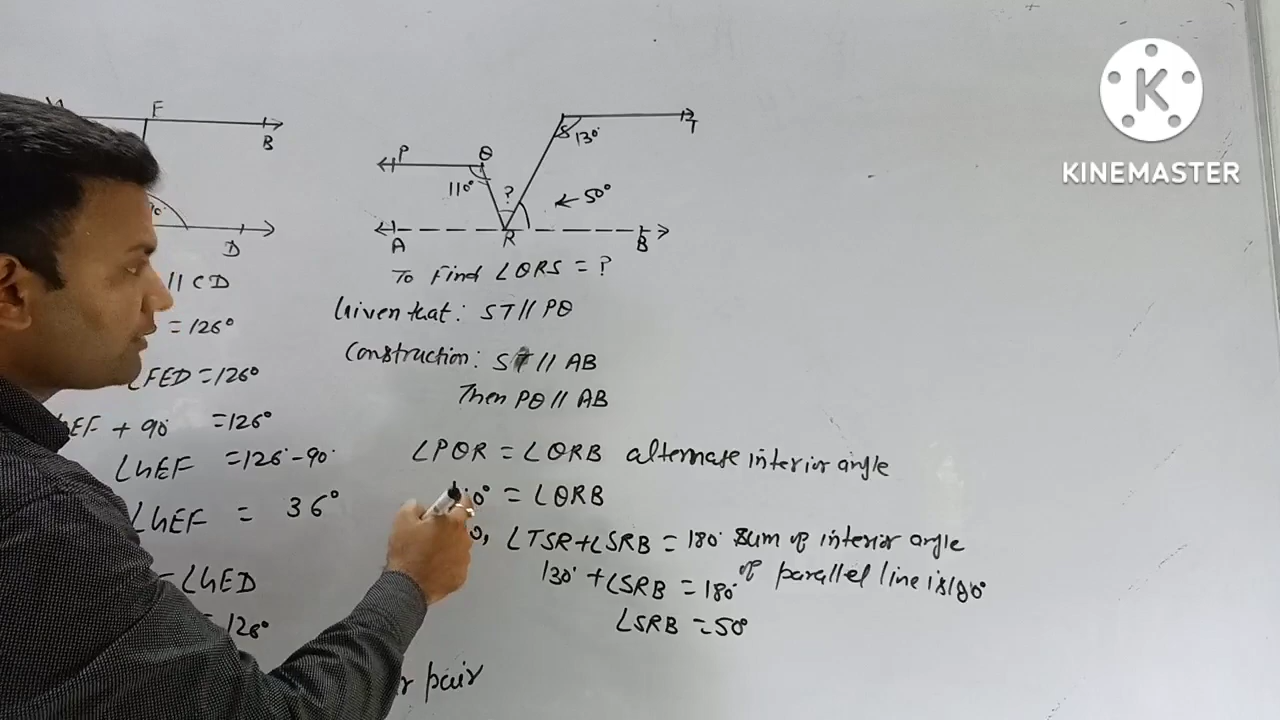 F
B
D
// CD
= 126°
∠FED = 126°
EF + 90° = 126°
∠GEF = 126° - 90°
∠GEF = 36°
∠GED
= 126°
r pair
P
Q
S
130°
T
110°
?
50°
A
R
B
To Find ∠QRS = ?
Given that: ST // PQ
Construction: ST // AB
Then PQ // AB
∠PQR = ∠QRB alternate interior angle
110° = ∠QRB
∠TSR + ∠SRB = 180° Sum of interior angle
of parallel line is 180°
130° + ∠SRB = 180°
∠SRB = 50°
K
KINEMASTER